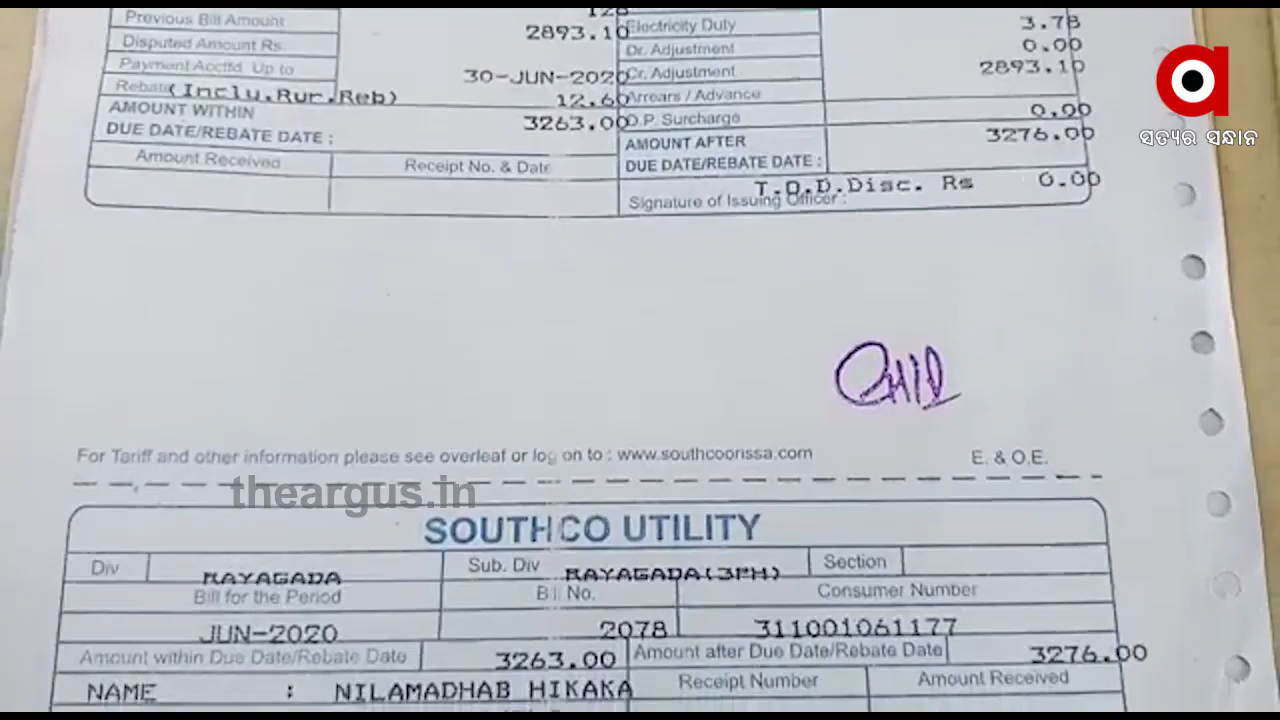 Previous Bill Amount 2893.10 Electricity Duty 3.78
Disputed Amount Rs. Dr. Adjustment 0.00
Payment Acctfd. Up to 30-JUN-2020 Cr. Adjustment 2893.10
Rebate (Inclu.Rur.Reb) 12.60 Arrears / Advance
AMOUNT WITHIN 3263.00 D.P. Surcharge 0.00
DUE DATE/REBATE DATE : AMOUNT AFTER 3276.00
DUE DATE/REBATE DATE :
Amount Received Receipt No. & Date
T.O.D.Disc. Rs 0.00
Signature of Issuing Officer :
ସତ୍ୟର ସନ୍ଧାନ
For Tariff and other information please see overleaf or log on to : www.southcoorissa.com E. & O.E.
theargus.in
SOUTHCO UTILITY
Div RAYAGADA Sub. Div RAYAGADA(3PH) Section
Bill for the Period Bill No. Consumer Number
JUN-2020 2078 311001061177
Amount within Due Date/Rebate Date 3263.00 Amount after Due Date/Rebate Date 3276.00
NAME : NILAMADHAB HIKAKA Receipt Number Amount Received